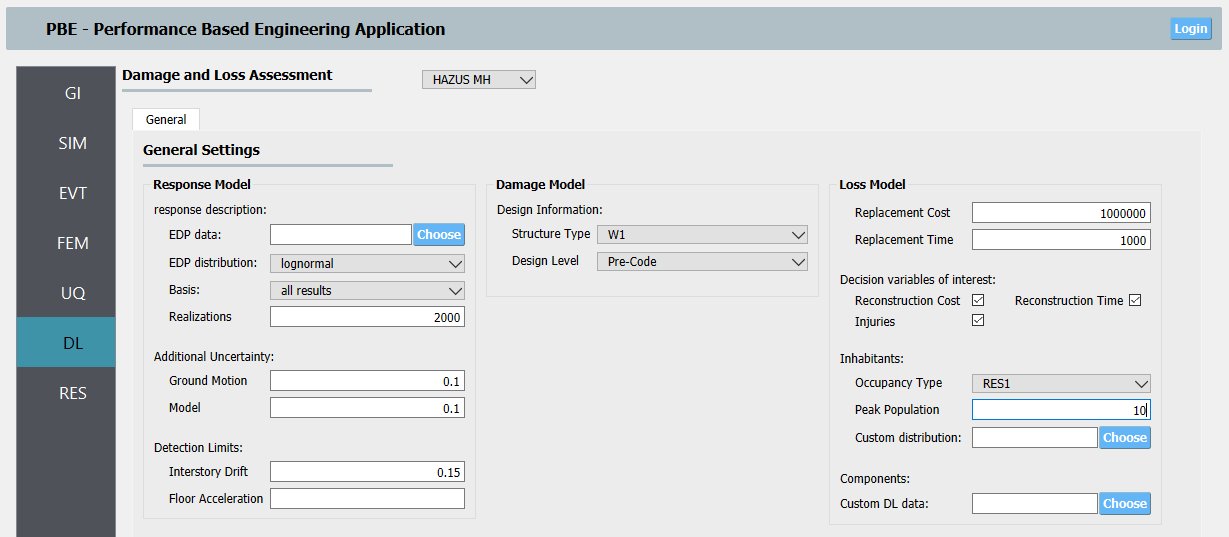 PBE - Performance Based Engineering Application
Login
GI
SIM
EVT
FEM
UQ
DL
RES
Damage and Loss Assessment
HAZUS MH
General
General Settings
Response Model
response description:
EDP data:
Choose
EDP distribution:
lognormal
Basis:
all results
Realizations
2000
Additional Uncertainty:
Ground Motion
0.1
Model
0.1
Detection Limits:
Interstory Drift
0.15
Floor Acceleration
Damage Model
Design Information:
Structure Type
W1
Design Level
Pre-Code
Loss Model
Replacement Cost
1000000
Replacement Time
1000
Decision variables of interest:
Reconstruction Cost
Reconstruction Time
Injuries
Inhabitants:
Occupancy Type
RES1
Peak Population
10
Custom distribution:
Choose
Components:
Custom DL data:
Choose